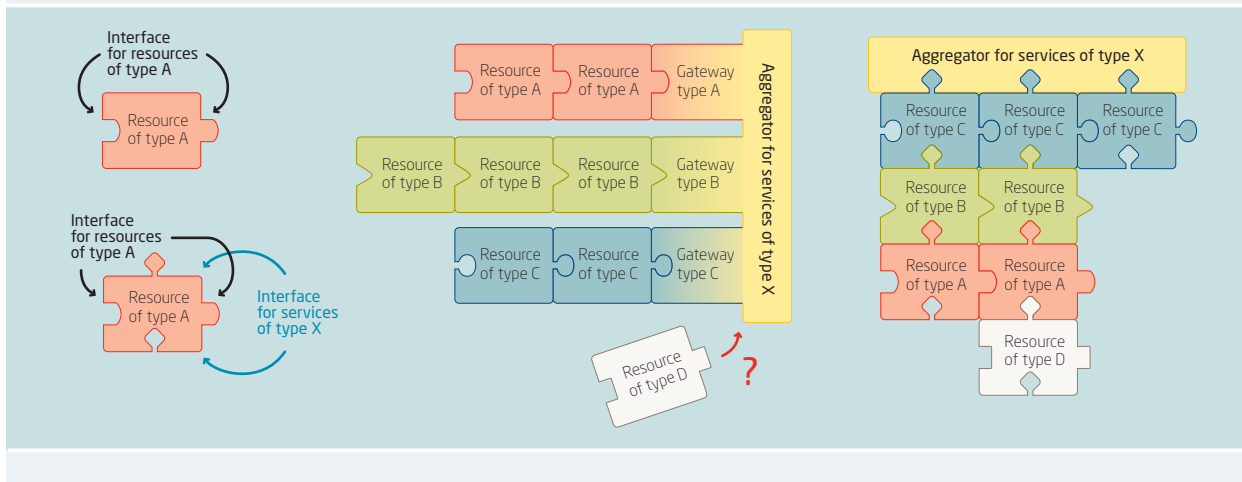 Interface
for resources
of type A
Resource
of type A
Interface
for resources
of type A
Resource
of type A
Interface
for services
of type X
Resource
of type A
Resource
of type A
Gateway
type A
Resource
of type B
Resource
of type B
Resource
of type B
Gateway
type B
Resource
of type C
Resource
of type C
Gateway
type C
Aggregator for services of type X
Resource
of type D
?
Aggregator for services of type X
Resource
of type C
Resource
of type C
Resource
of type C
Resource
of type B
Resource
of type B
Resource
of type A
Resource
of type A
Resource
of type D